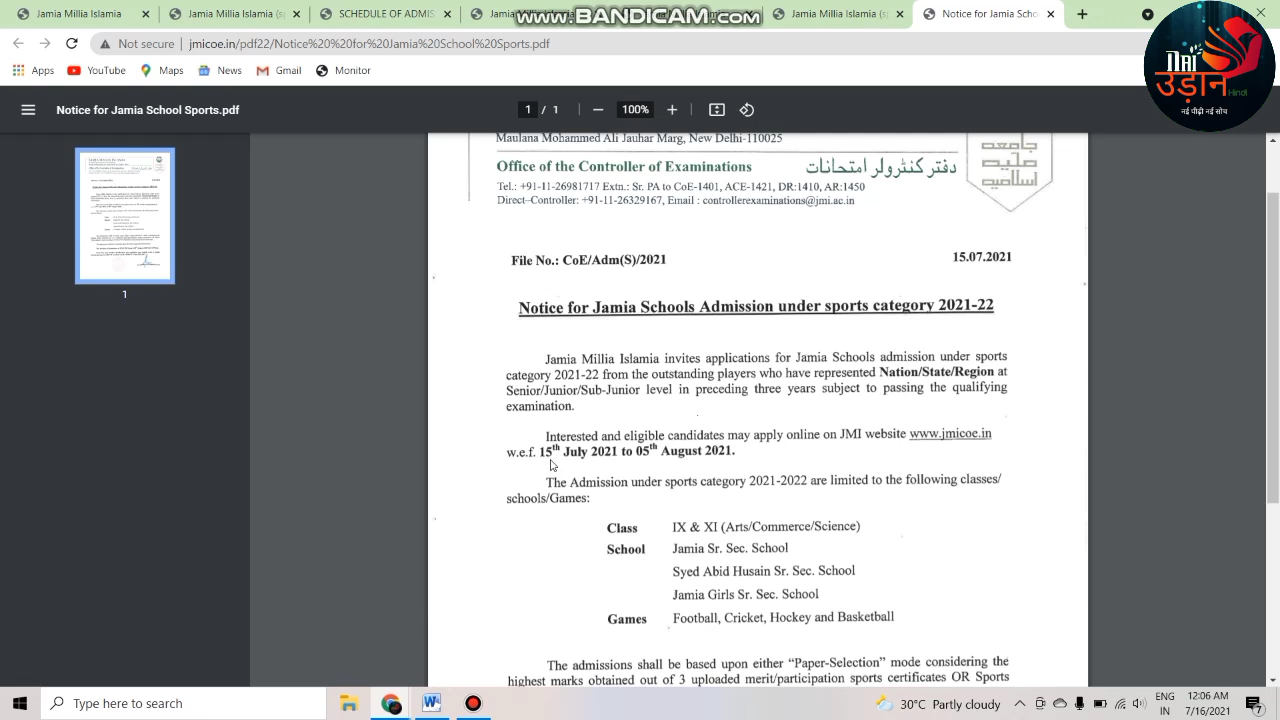 www.BANDICAM.com
Jamia Millia Islamia
SCHEDULE OF ADMIS
Jamia Millia Islamia
Notice for Jamia Scho
Not secure jmicoe.in/pdf22/Notice%20for%20Jamia%20School%20Sports.pdf
Apps YouTube Maps News Gmail Monitor
NAI
उड़ान Hindi
नई पीढ़ी नई सोच
Notice for Jamia School Sports.pdf
1 / 1 100%
Maulana Mohammed Ali Jauhar Marg, New Delhi-110025
جامعه
مليه
اسلاميه
Office of the Controller of Examinations دفتر کنٹرولر امتحانات
Tel.: +91-11-26981717 Extn.: Sr. PA to CoE-1401, ACE-1421, DR:1410, AR:1450
Direct–Controller: +91-11-26329167, Email : controllerexaminations@jmi.ac.in
File No.: CoE/Adm(S)/2021 15.07.2021
1
Notice for Jamia Schools Admission under sports category 2021-22
Jamia Millia Islamia invites applications for Jamia Schools admission under sports
category 2021-22 from the outstanding players who have represented Nation/State/Region at
Senior/Junior/Sub-Junior level in preceding three years subject to passing the qualifying
examination.
Interested and eligible candidates may apply online on JMI website www.jmicoe.in
w.e.f. 15th July 2021 to 05th August 2021.
The Admission under sports category 2021-2022 are limited to the following classes/
schools/Games:
Class IX & XI (Arts/Commerce/Science)
School Jamia Sr. Sec. School
Syed Abid Husain Sr. Sec. School
Jamia Girls Sr. Sec. School
Games Football, Cricket, Hockey and Basketball
The admissions shall be based upon either “Paper-Selection” mode considering the
highest marks obtained out of 3 uploaded merit/participation sports certificates OR Sports
Type here to search
30°C ENG 12:06 AM 7